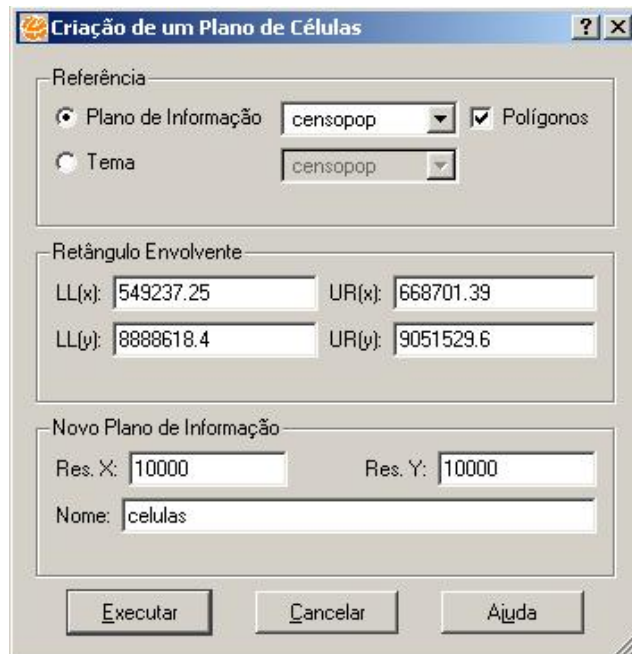 Criação de um Plano de Células
Referência
Plano de Informação censopop Polígonos
Tema censopop
Retângulo Envolvente
LL(x): 549237.25 UR(x): 668701.39
LL(y): 8888618.4 UR(y): 9051529.6
Novo Plano de Informação
Res. X: 10000 Res. Y: 10000
Nome: celulas
Executar Cancelar Ajuda